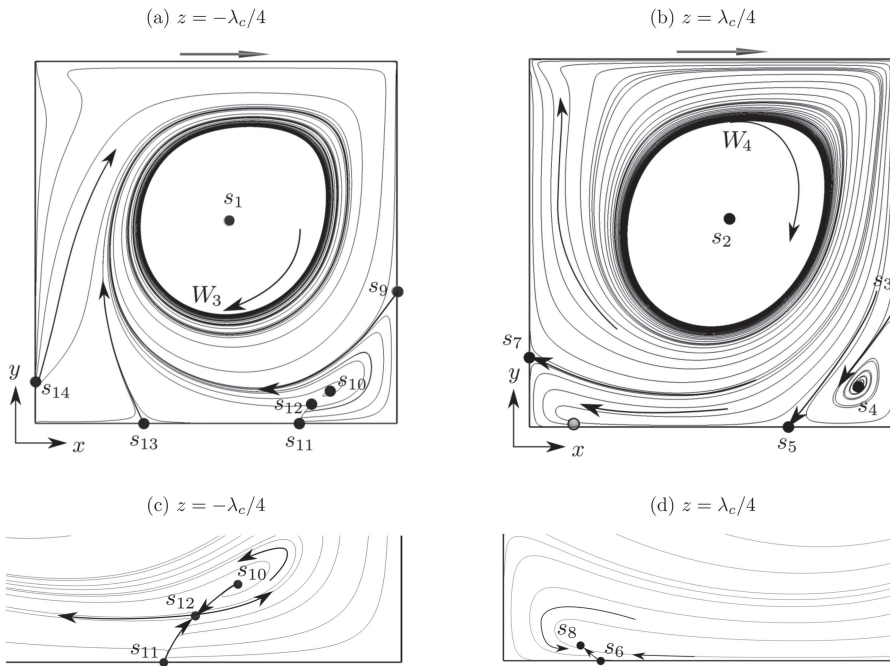 (a) z = −λc/4
(b) z = λc/4
s1
W3
s9
s10
s12
s14
s13
s11
y
x
W4
s2
s3
s7
s4
s5
y
x
(c) z = −λc/4
(d) z = λc/4
s10
s12
s11
s8
s6